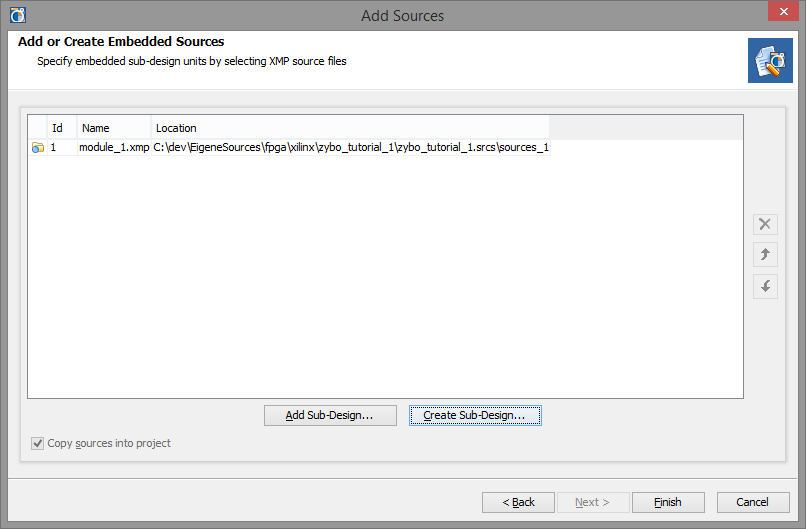 Add Sources
Add or Create Embedded Sources
Specify embedded sub-design units by selecting XMP source files
Id Name Location
1 module_1.xmp C:\dev\EigeneSources\fpga\xilinx\zybo_tutorial_1\zybo_tutorial_1.srcs\sources_1
Add Sub-Design... Create Sub-Design...
Copy sources into project
< Back Next > Finish Cancel